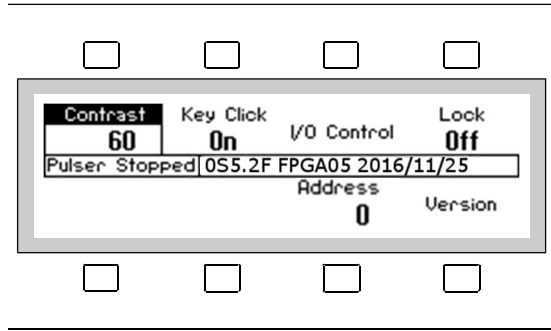 Contrast Key Click I/O Control Lock
60 On Off
Pulser Stopped 0S5.2F FPGA05 2016/11/25
Address Version
0